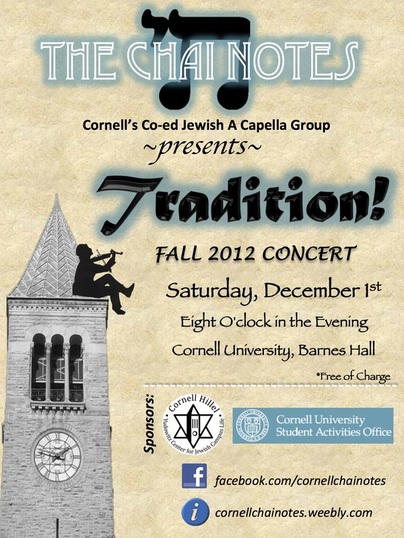 חי
THE CHAI NOTES
Cornell's Co-ed Jewish A Capella Group
~presents~
Tradition!
FALL 2012 CONCERT
Saturday, December 1st
Eight O'clock in the Evening
Cornell University, Barnes Hall
*Free of Charge
Sponsors:
Cornell Hillel
Cornell University
Student Activities Office
facebook.com/cornellchainotes
cornellchainotes.weebly.com